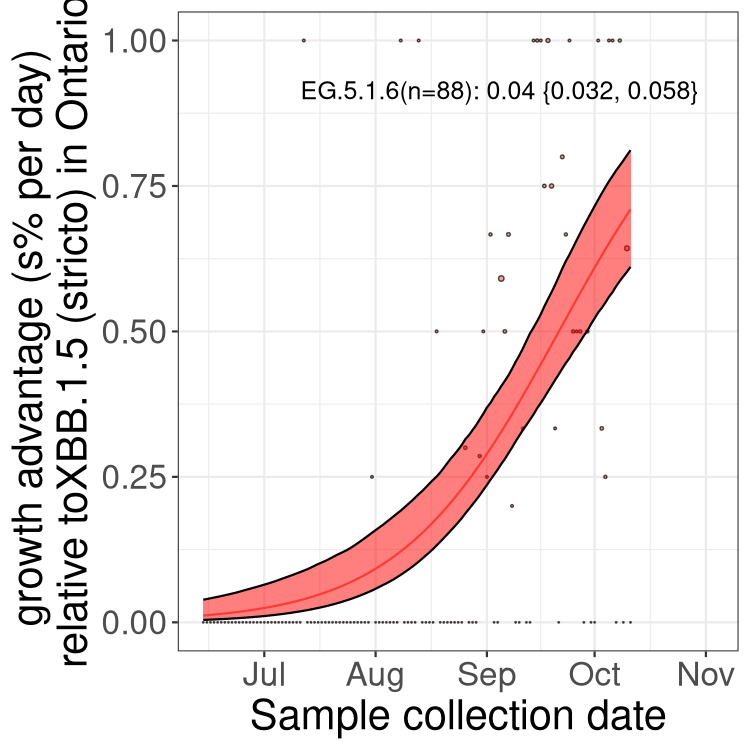 growth advantage (s% per day)
relative toXBB.1.5 (stricto) in Ontario
1.00
0.75
0.50
0.25
0.00
EG.5.1.6(n=88): 0.04 {0.032, 0.058}
Jul
Aug
Sep
Oct
Nov
Sample collection date